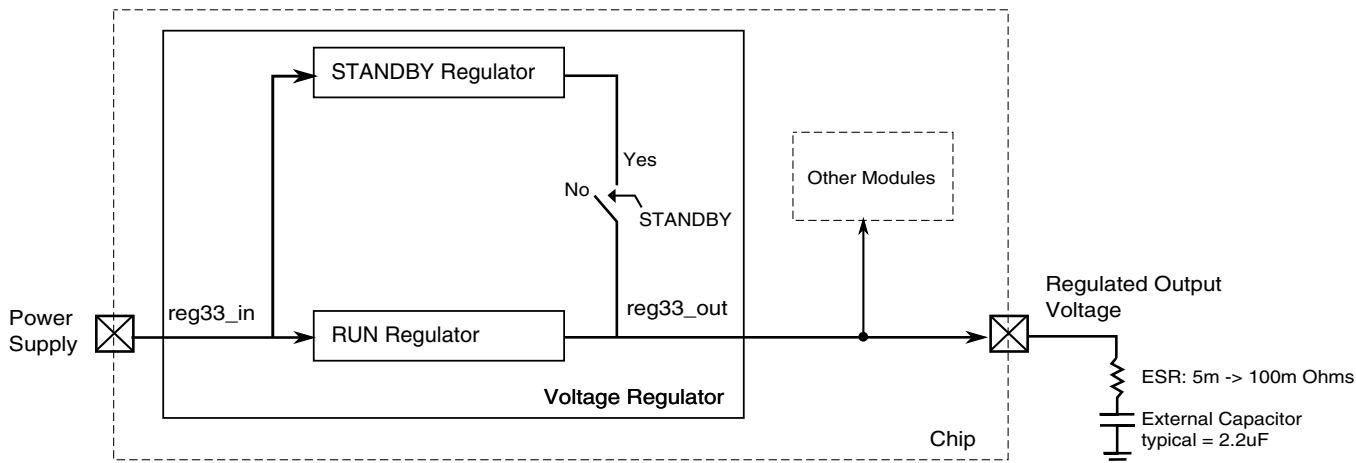 STANDBY Regulator
Yes
No
STANDBY
Other Modules
Power
Supply
reg33_in
RUN Regulator
reg33_out
Regulated Output
Voltage
Voltage Regulator
ESR: 5m -> 100m Ohms
External Capacitor
typical = 2.2uF
Chip